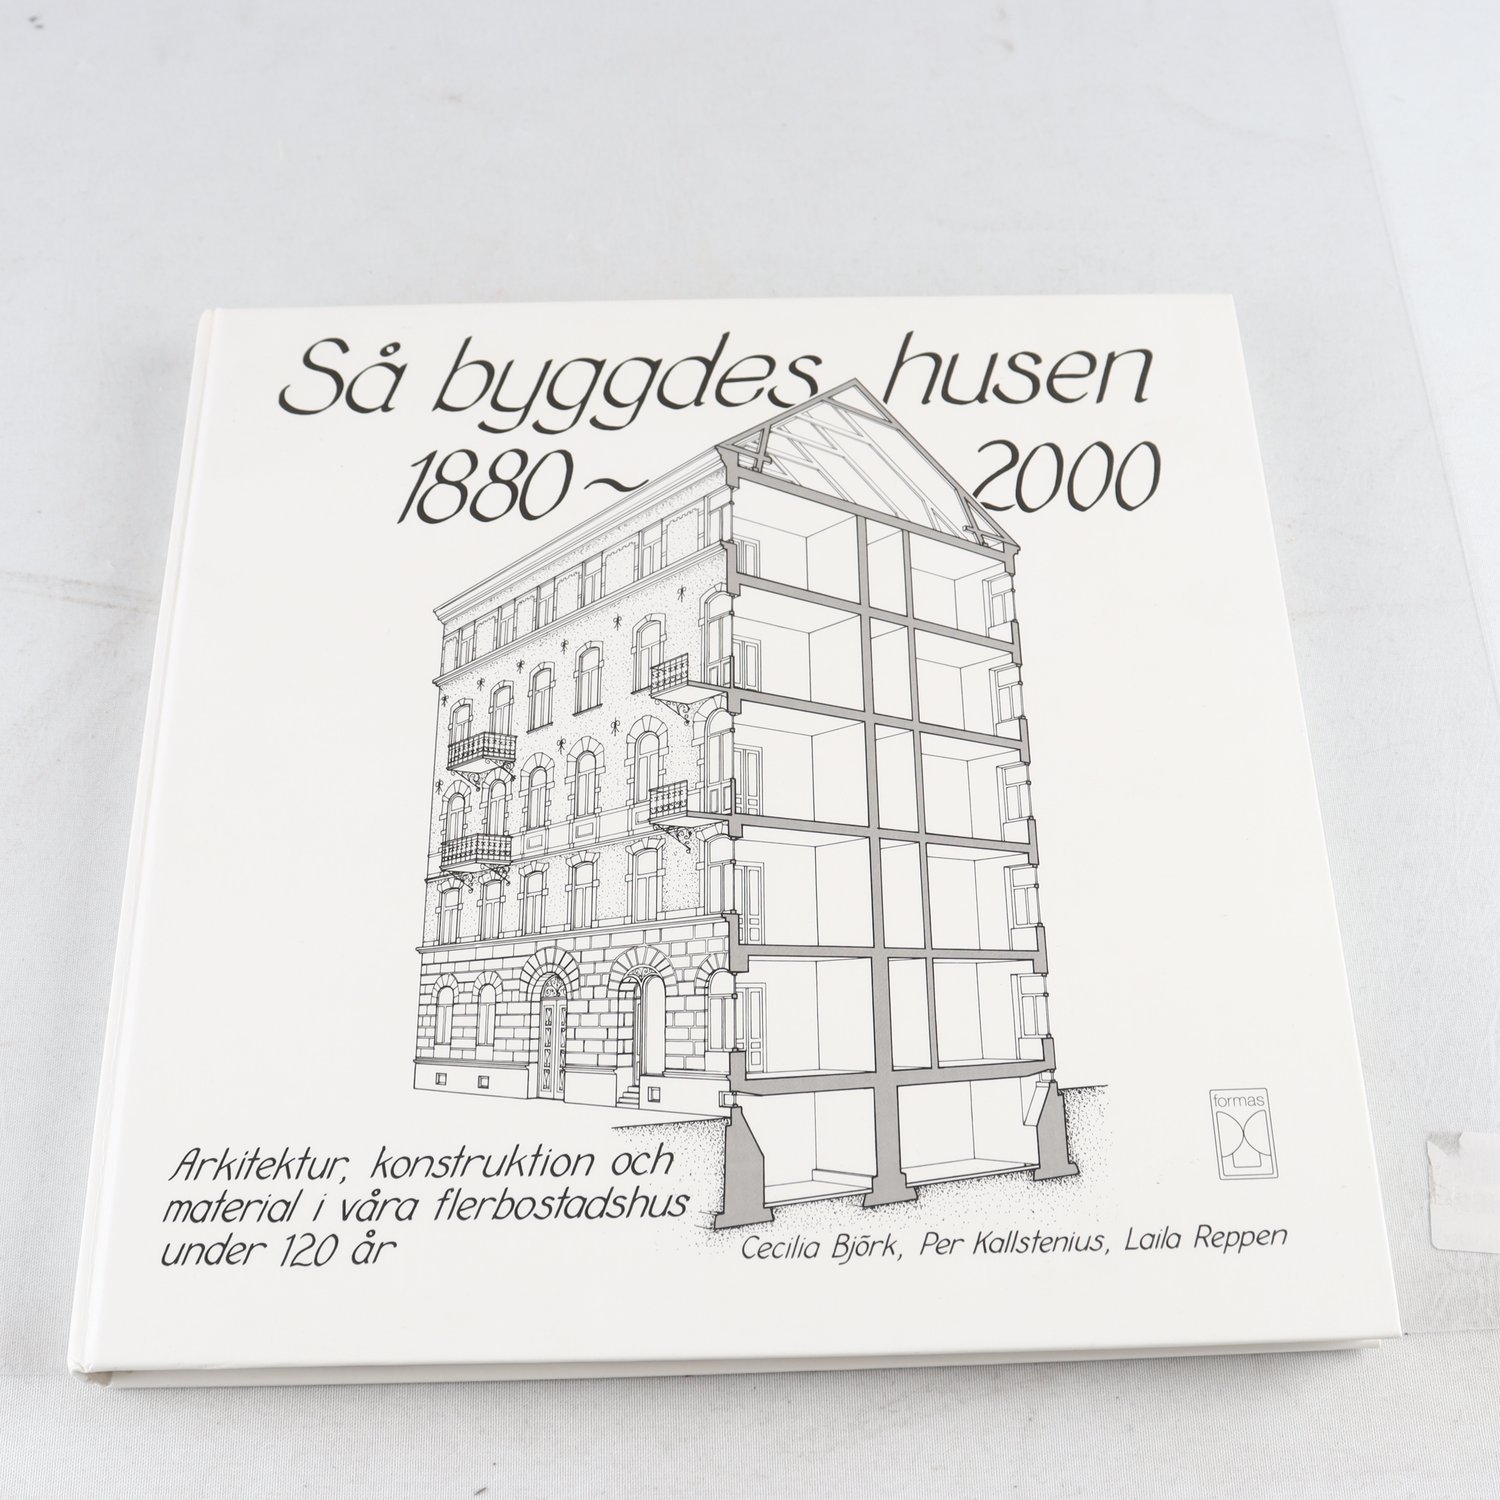 Så byggdes husen
1880~ 2000
formas
Arkitektur, konstruktion och
material i våra flerbostadshus
under 120 år
Cecilia Björk, Per Kallstenius, Laila Reppen